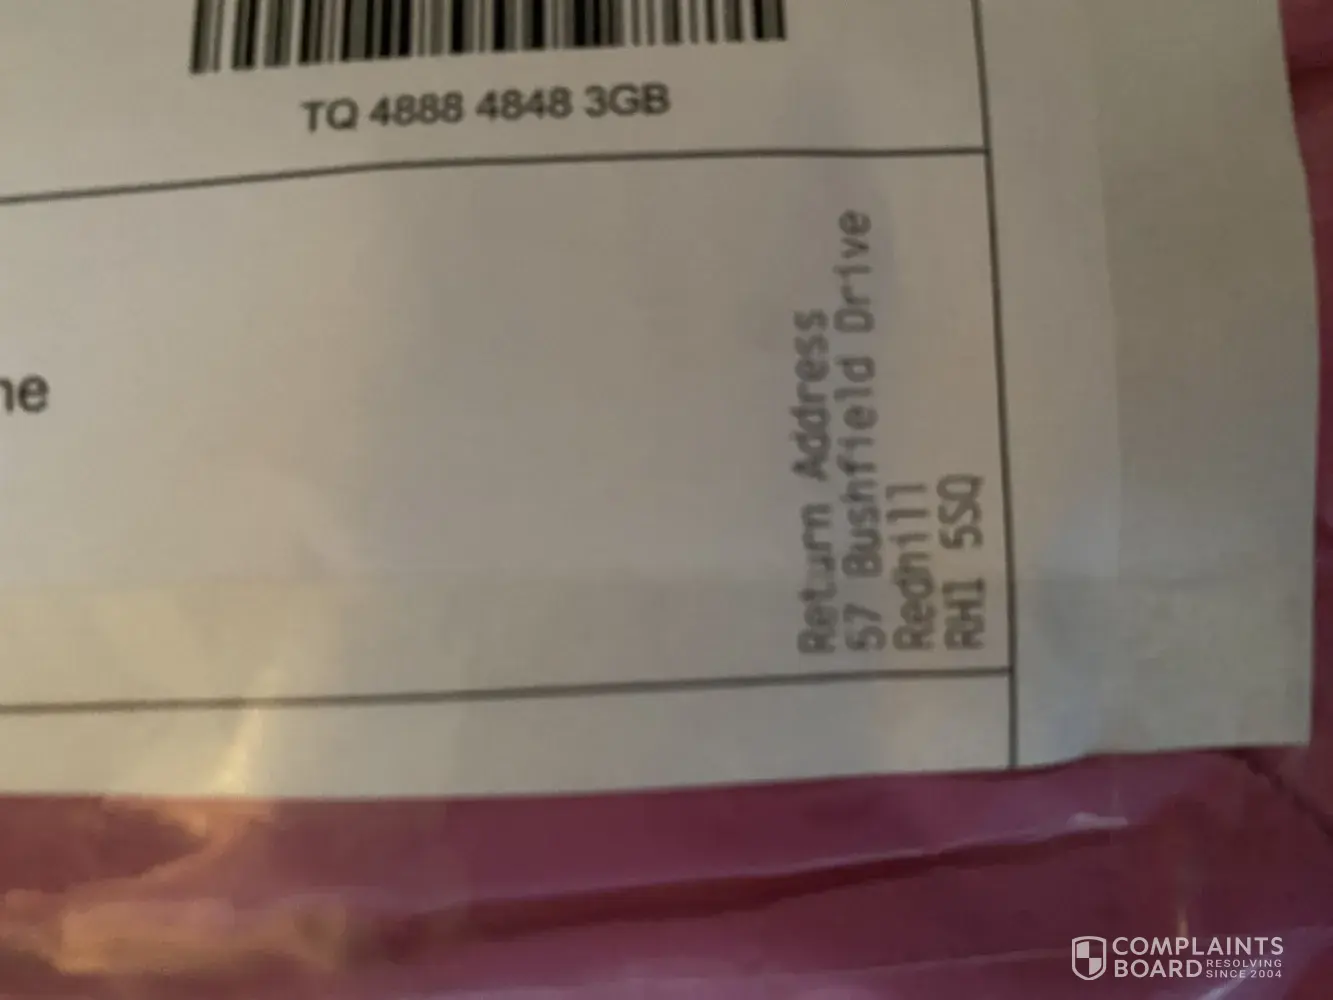 TQ 4888 4848 3GB
ne
Return Address
57 Bushfield Drive
Redhill
RH1 5SQ
COMPLAINTS
BOARD RESOLVING
SINCE 2004